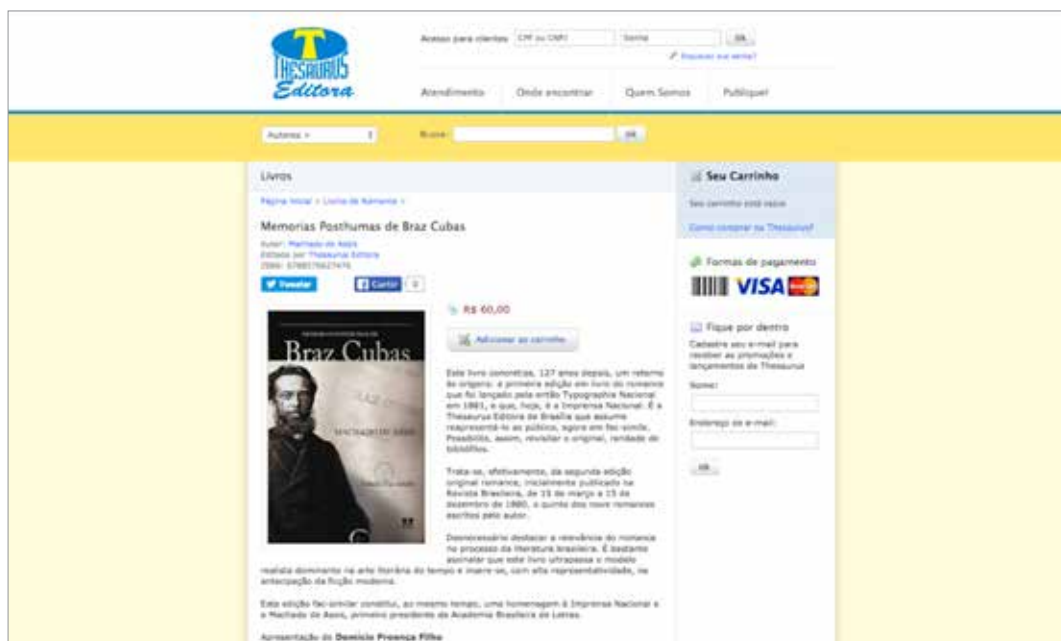 T
THESAURUS
Editora
Acesso para clientes CPF ou CNPJ Senha Ok
Esqueceu sua senha?
Atendimento Onde encontrar Quem Somos Publique!
Autores > Busca: ok
Livros
Página Inicial > Livros de Romance >
Memorias Posthumas de Braz Cubas
Autor: Machado de Assis
Editado por Thesaurus Editora
ISBN:
Tweetar Curtir 0
R$ 60,00
Adicionar ao carrinho
Braz Cubas
MACHADO DE ASSIS
Este livro concretiza, 127 anos depois, um retorno
às origens: a primeira edição em livro do romance
que foi lançado pela então Typographia Nacional
em 1881, e que, hoje, é a Imprensa Nacional. É a
Thesaurus Editora de Brasília que assume
reapresentá-lo ao público, agora em fac-símile.
Possibilita, assim, revisitar o original, raridade de
bibliófilos.
Trata-se, efetivamente, da segunda edição
original romance, inicialmente publicado na
Revista Brasileira, de 15 de março a 15 de
dezembro de 1880, o quinto dos nove romances
escritos pelo autor.
Desnecessário destacar a relevância do romance
no processo da literatura brasileira. É bastante
assinalar que este livro ultrapassa o modelo
realista dominante na arte literária do tempo e insere-se, com alta representatividade, na
antecipação da ficção moderna.
Esta edição fac-similar constitui, ao mesmo tempo, uma homenagem à Imprensa Nacional e
a Machado de Assis, primeiro presidente da Academia Brasileira de Letras.
Apresentação de Domício Proença Filho
Seu Carrinho
Seu carrinho está vazio
Como comprar na Thesaurus?
Formas de pagamento
VISA MasterCard
Fique por dentro
Cadastre seu e-mail para
receber as promoções e
lançamentos da Thesaurus
Nome:
Endereço de e-mail:
ok